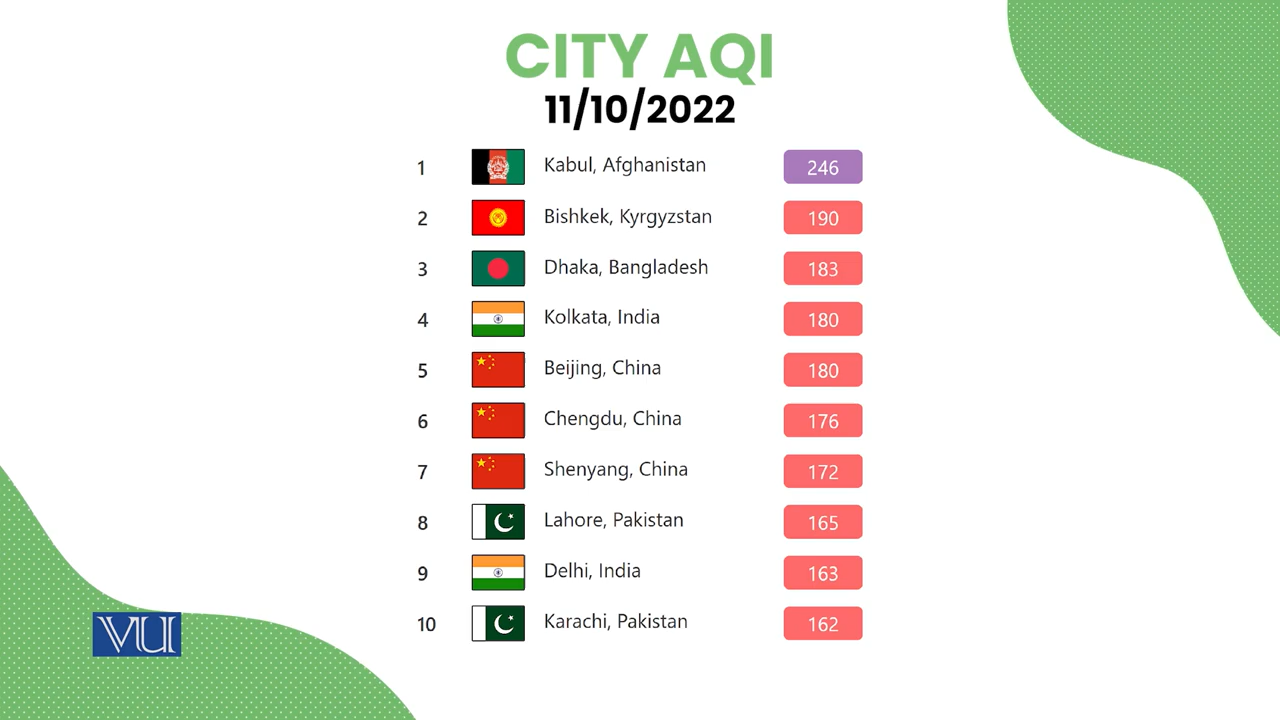 CITY AQI
11/10/2022
1 Kabul, Afghanistan 246
2 Bishkek, Kyrgyzstan 190
3 Dhaka, Bangladesh 183
4 Kolkata, India 180
5 Beijing, China 180
6 Chengdu, China 176
7 Shenyang, China 172
8 Lahore, Pakistan 165
9 Delhi, India 163
10 Karachi, Pakistan 162
VU